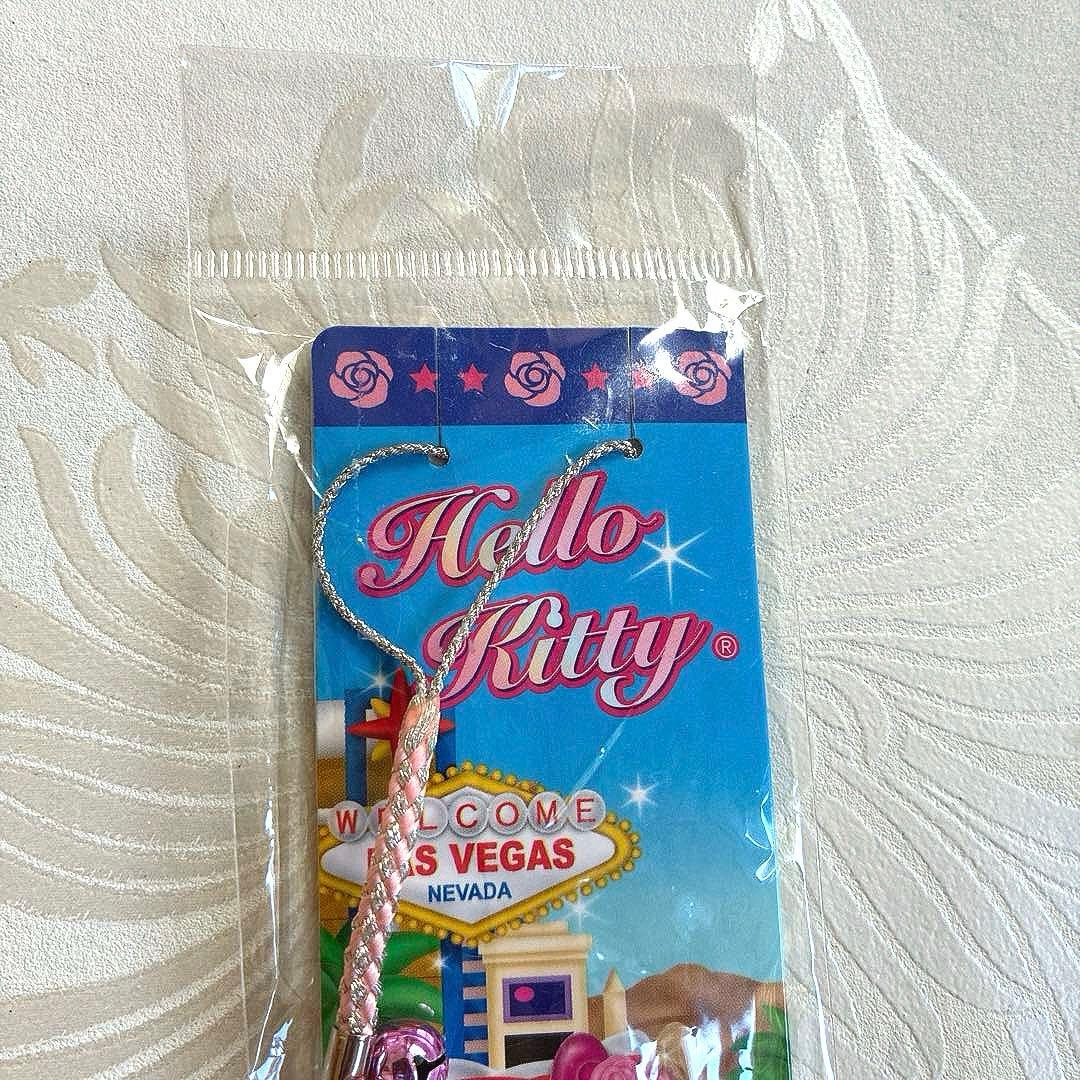 Hello
Kitty®
WELCOME
LAS VEGAS
NEVADA